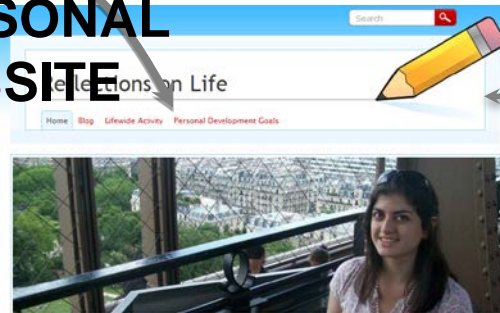 SONAL
Search
Reflections on Life
SITE
Home Blog Lifewide Activity Personal Development Goals